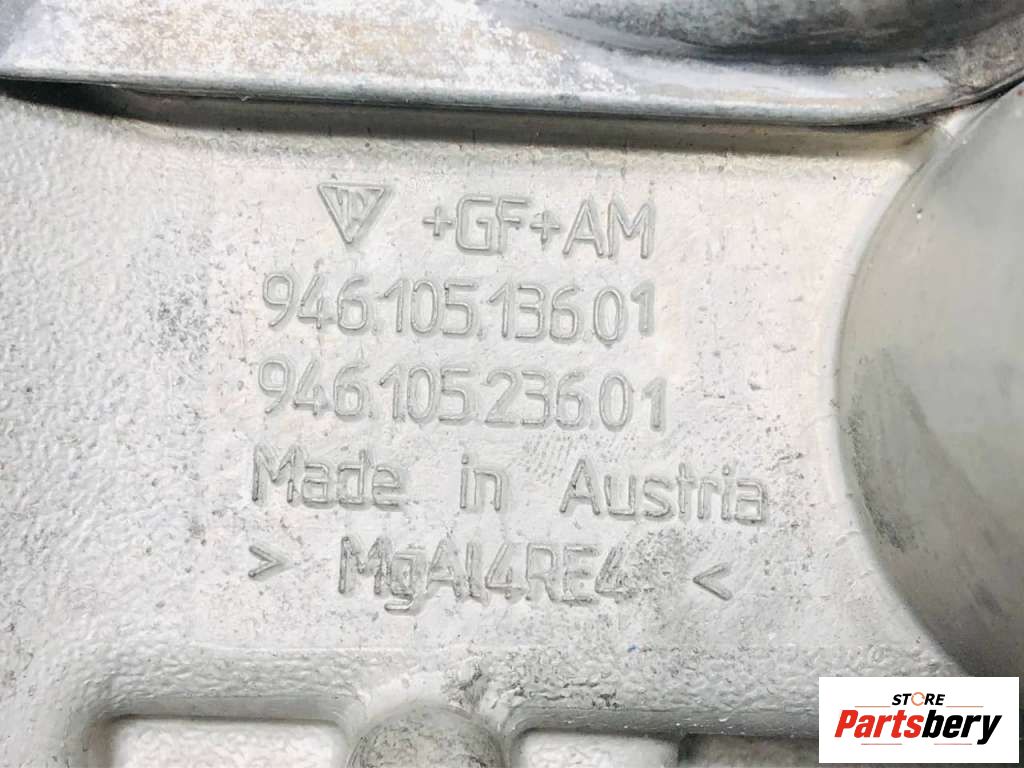 +GF+AM
946.105.136.01
946.105.236.01
Made in Austria
> MgAl4RE4 <
STORE
Partsbery